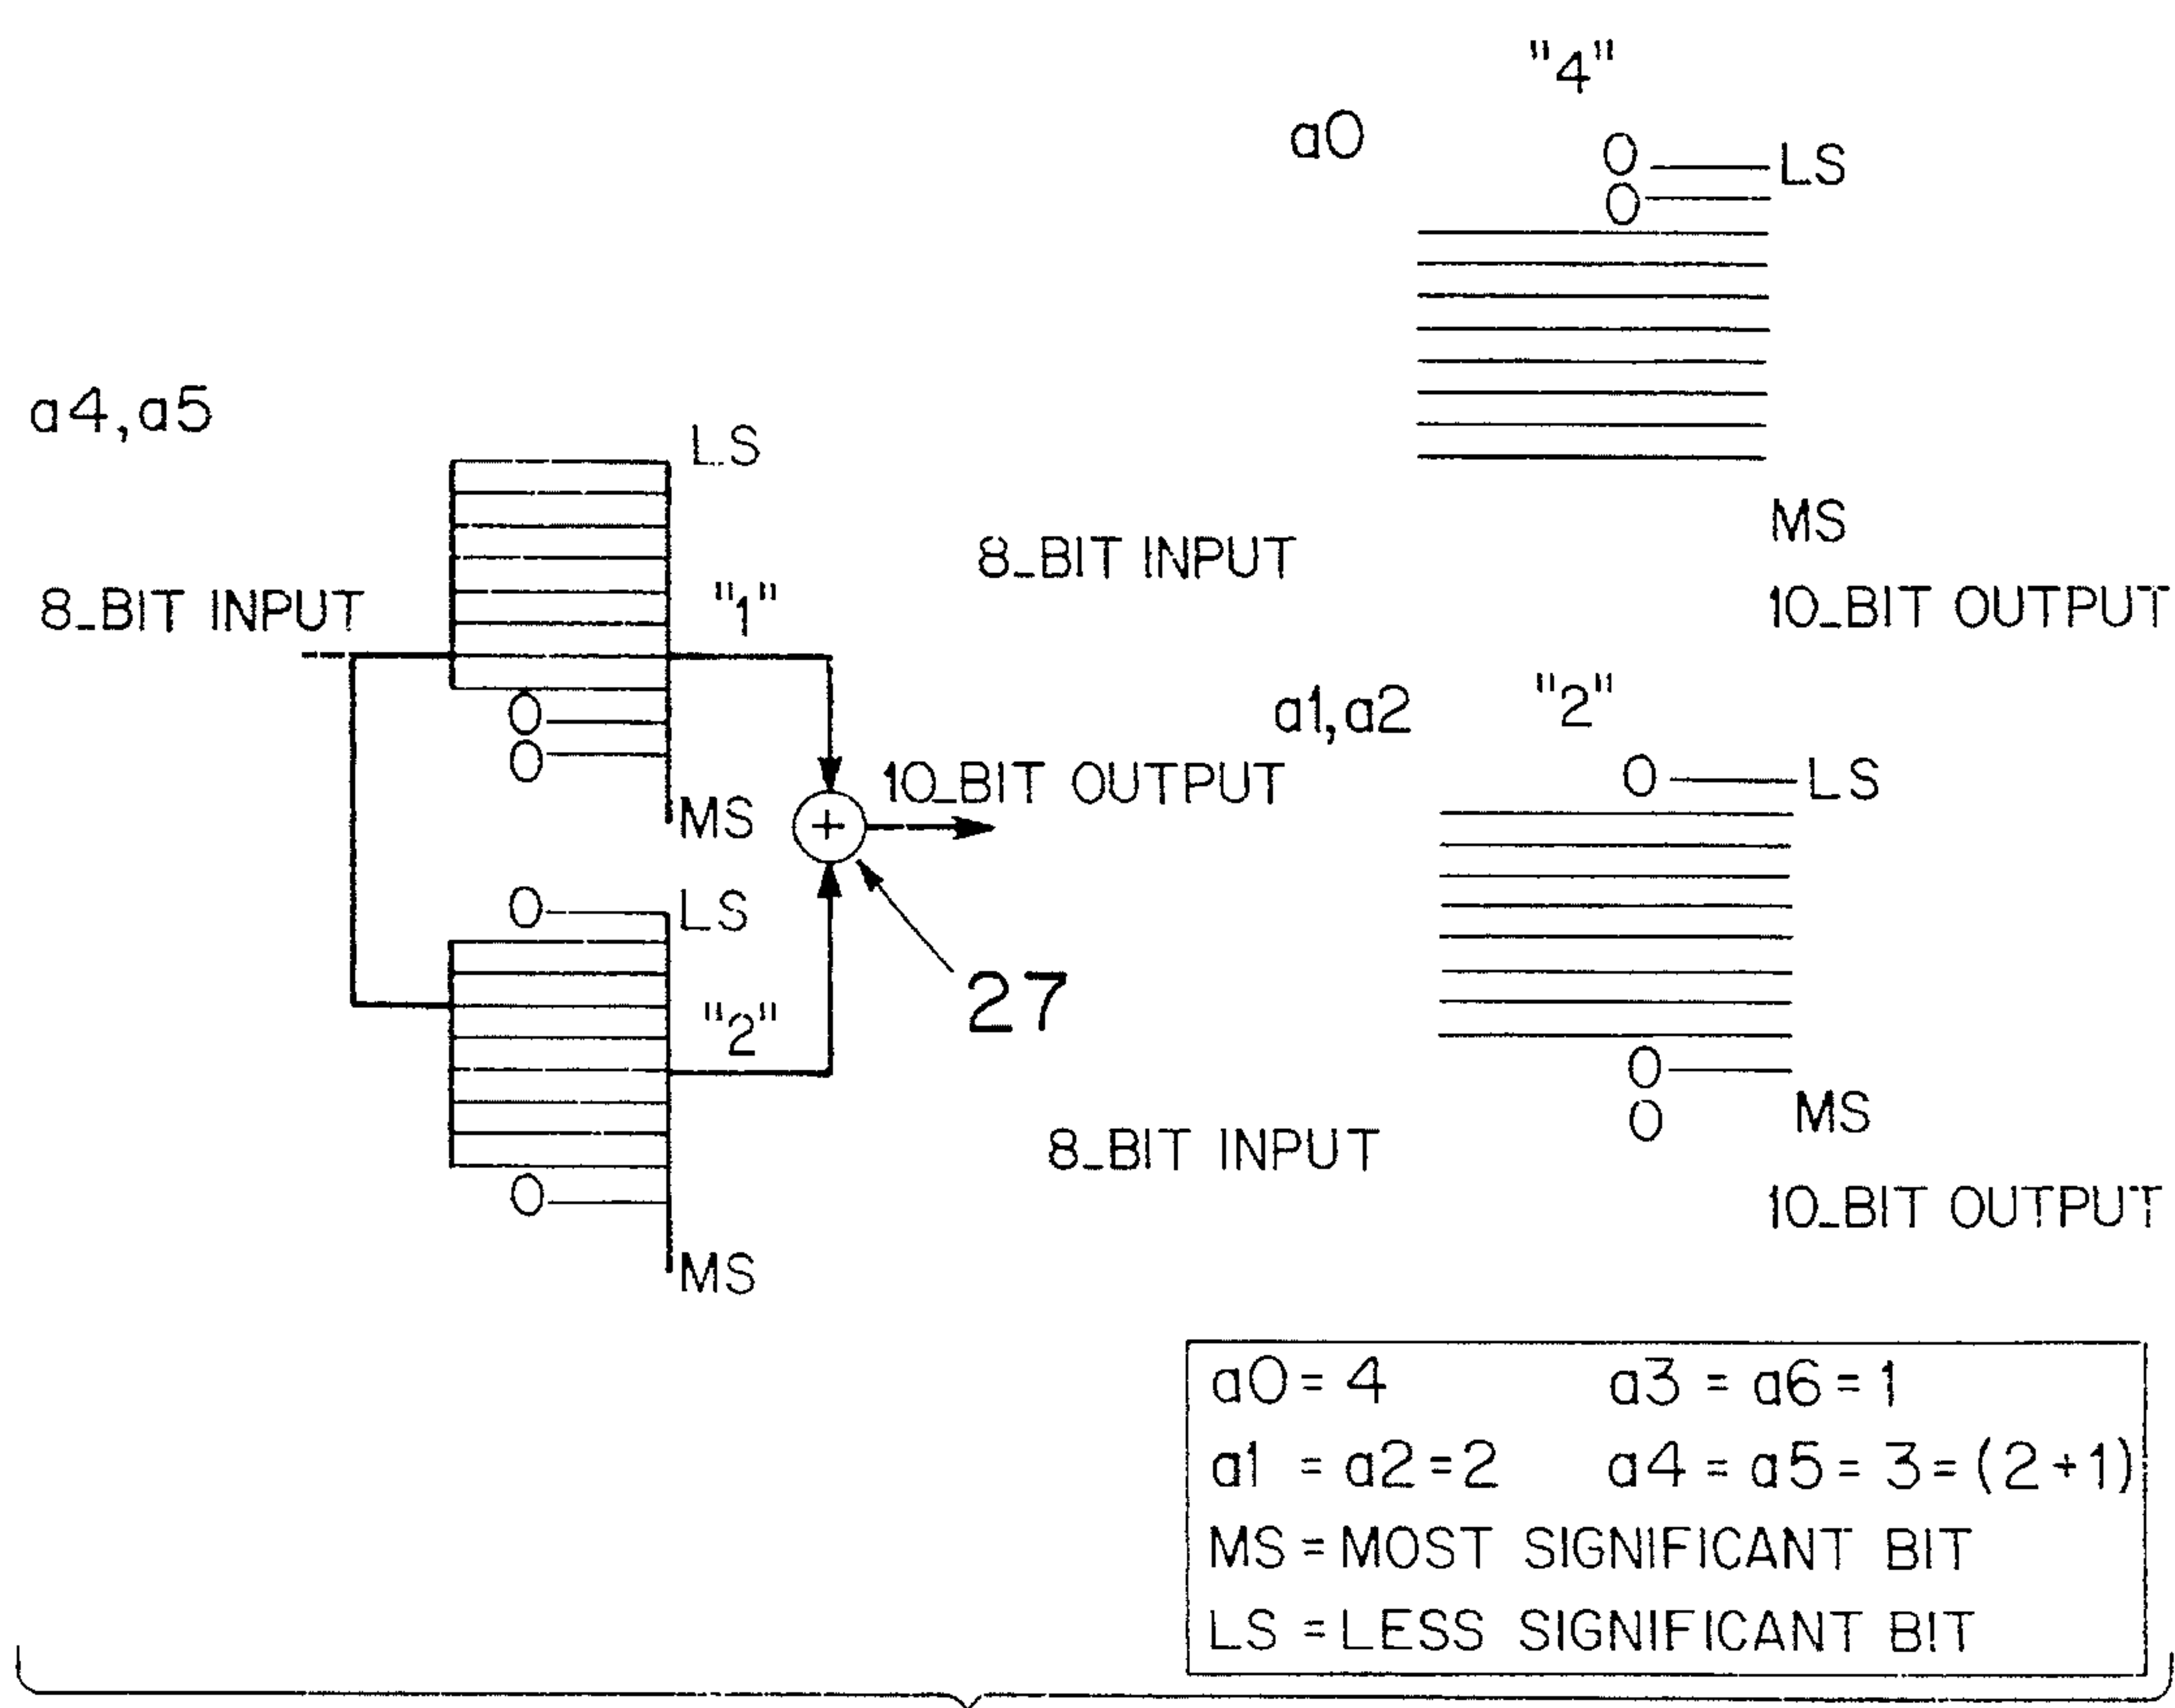 "4"
a0
0 LS
0
a4,a5
LS
MS
8_BIT INPUT
8_BIT INPUT
"1"
10_BIT OUTPUT
0
0
a1,a2 "2"
10_BIT OUTPUT
0 LS
MS
0 LS
27
"2"
0
0 MS
8_BIT INPUT
0
10_BIT OUTPUT
MS
a0 = 4 a3 = a6 = 1
a1 = a2 = 2 a4 = a5 = 3 = (2+1)
MS = MOST SIGNIFICANT BIT
LS = LESS SIGNIFICANT BIT